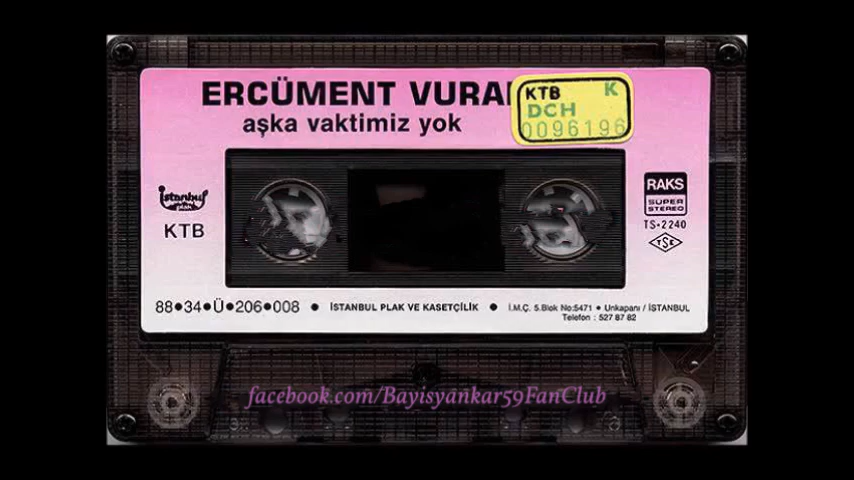 ERCÜMENT VURAL
aşka vaktimiz yok
KTB K
DCH
0096196
istanbul
plak
KTB
RAKS
SUPER
STEREO
TS•2240
TSE
88●34●Ü●206●008 ● İSTANBUL PLAK VE KASETÇİLİK ● İ.M.Ç. 5.Blok No:5471 • Unkapanı / İSTANBUL
Telefon : 527 87 82
facebook.com/Bayisyankar59FanClub